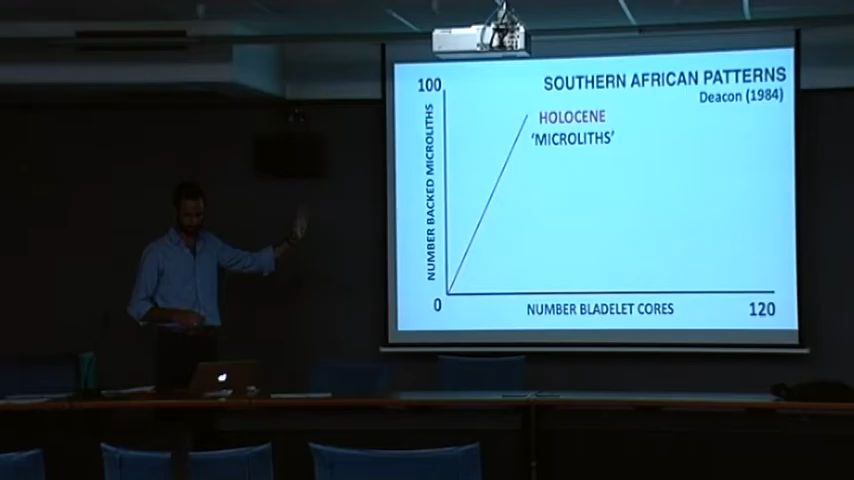 SOUTHERN AFRICAN PATTERNS
Deacon (1984)
100
HOLOCENE
'MICROLITHS'
NUMBER BACKED MICROLITHS
0
NUMBER BLADELET CORES
120